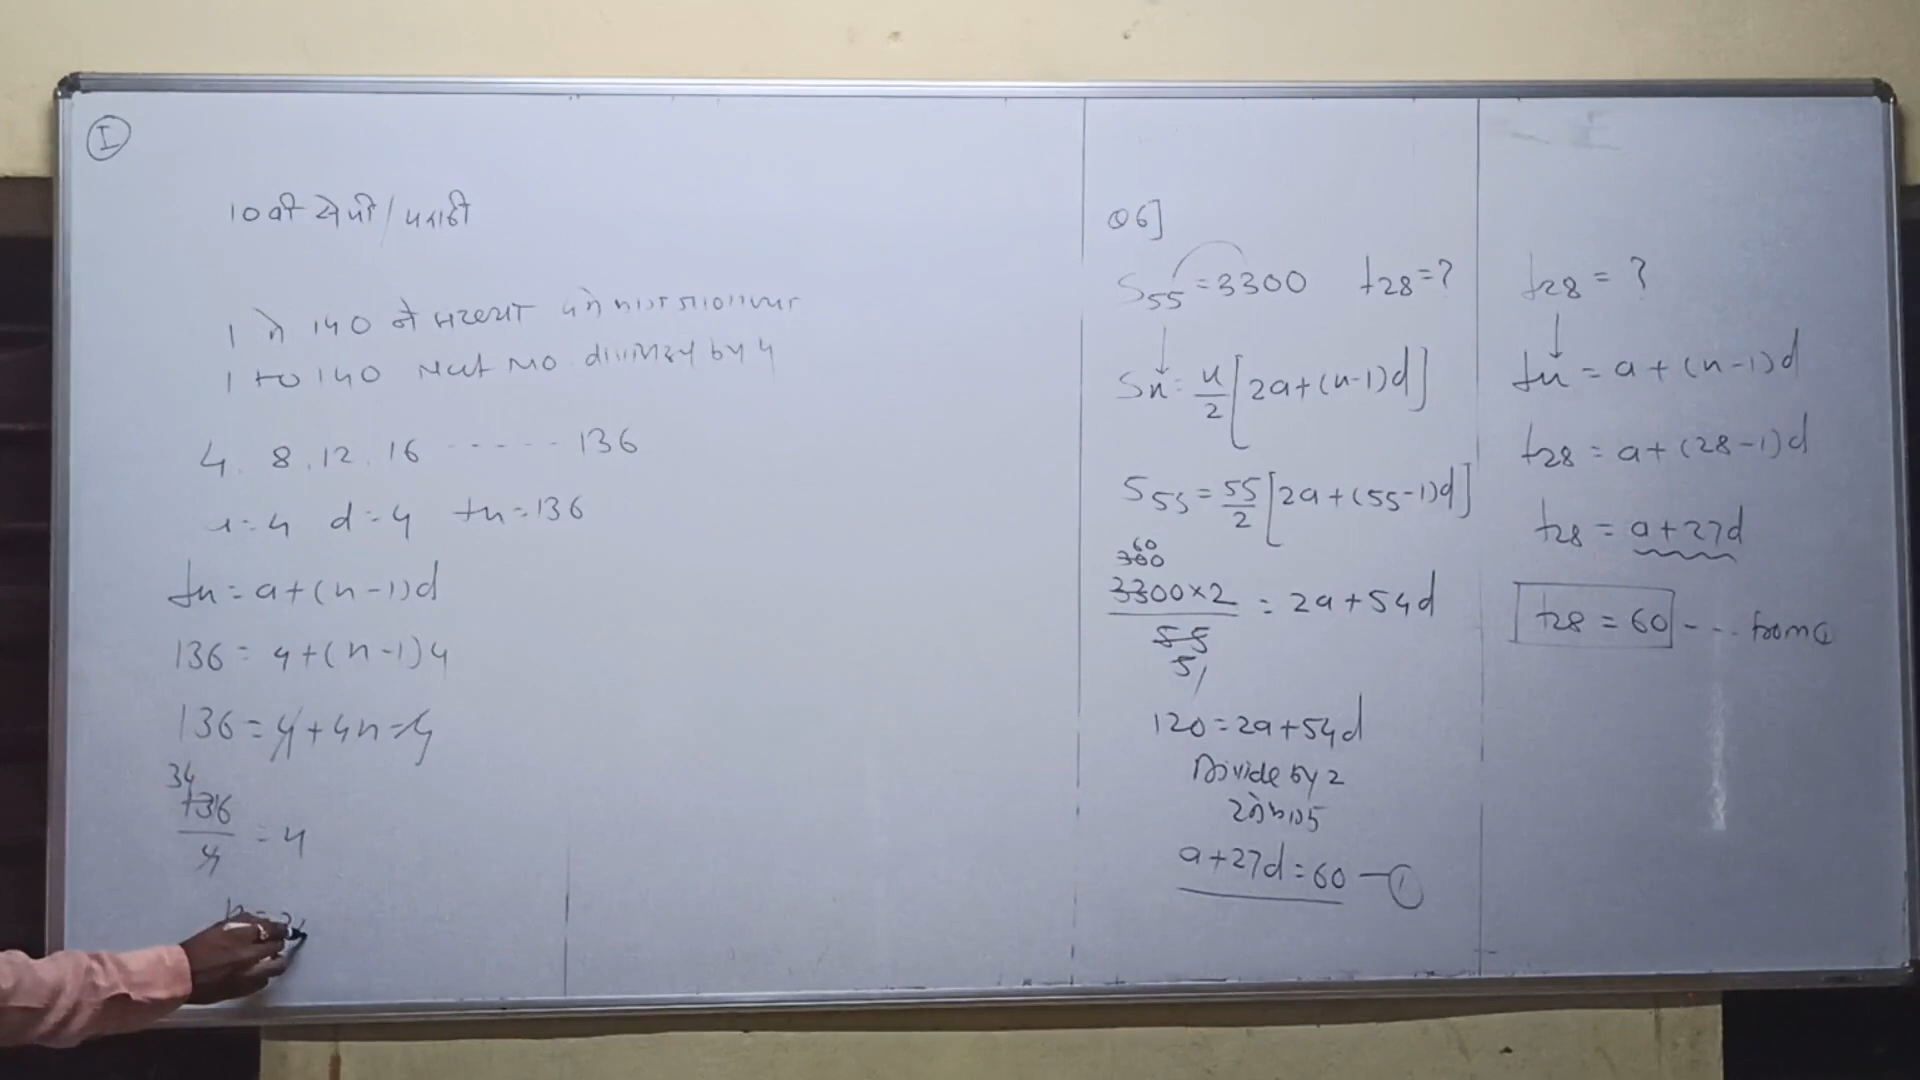 I
10वी
1 ते 140
1 to 140 Nat No. divisible by 4
4, 8, 12, 16 ------ 136
a = 4 d = 4 tn = 136
tn = a + (n-1)d
136 = 4 + (n-1)4
136 = 4 + 4n - 4
34
136
4
= 4
Q6]
S55 = 3300 t28 = ?
Sn = n/2 [2a + (n-1)d]
S55 = 55/2 [2a + (55-1)d]
60
300
3300×2 = 2a + 54d
55
5
120 = 2a + 54d
Divide by 2
a + 27d = 60 — ①
t28 = ?
tn = a + (n-1)d
t28 = a + (28-1)d
t28 = a + 27d
t28 = 60 - - - from ①